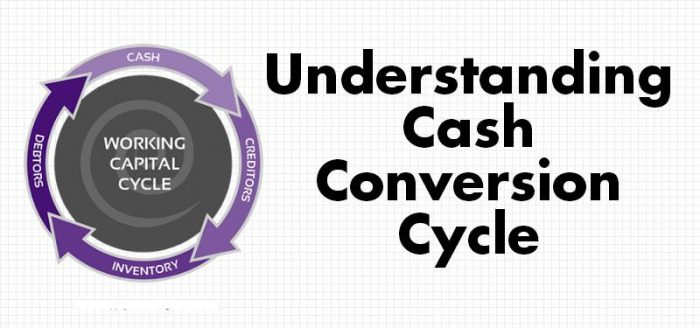 CASH
WORKING
CAPITAL
CYCLE
CREDITORS
INVENTORY
DEBTORS
Understanding
Cash
Conversion
Cycle